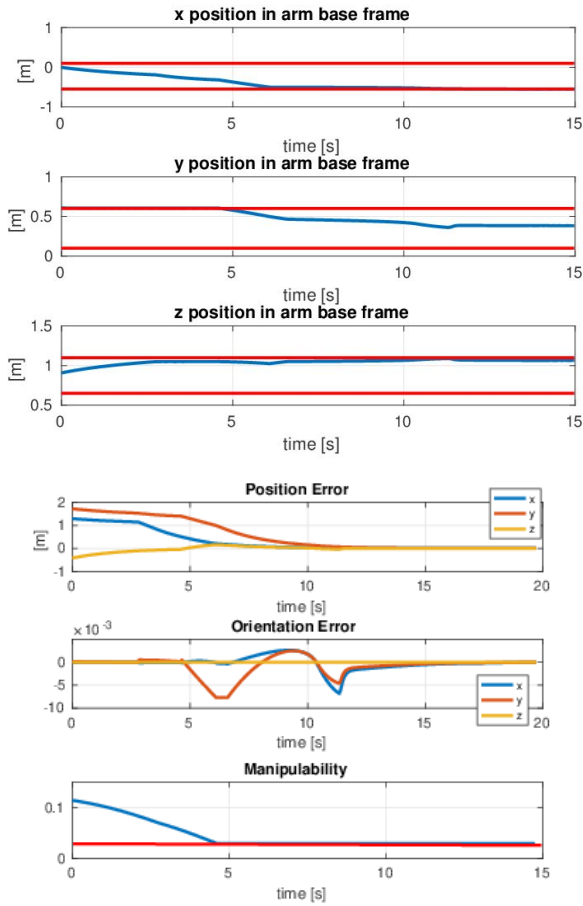 x position in arm base frame
1
0
-1
[m]
0 5 10 15
time [s]
y position in arm base frame
1
0.5
0
[m]
0 5 10 15
time [s]
z position in arm base frame
1.5
1
0.5
[m]
0 5 10 15
time [s]
Position Error
2
1
0
-1
[m]
x
y
z
0 5 10 15 20
time [s]
× 10 -3
Orientation Error
0
-5
-10
x
y
z
0 5 10 15 20
time [s]
Manipulability
0.1
0
0 5 10 15
time [s]